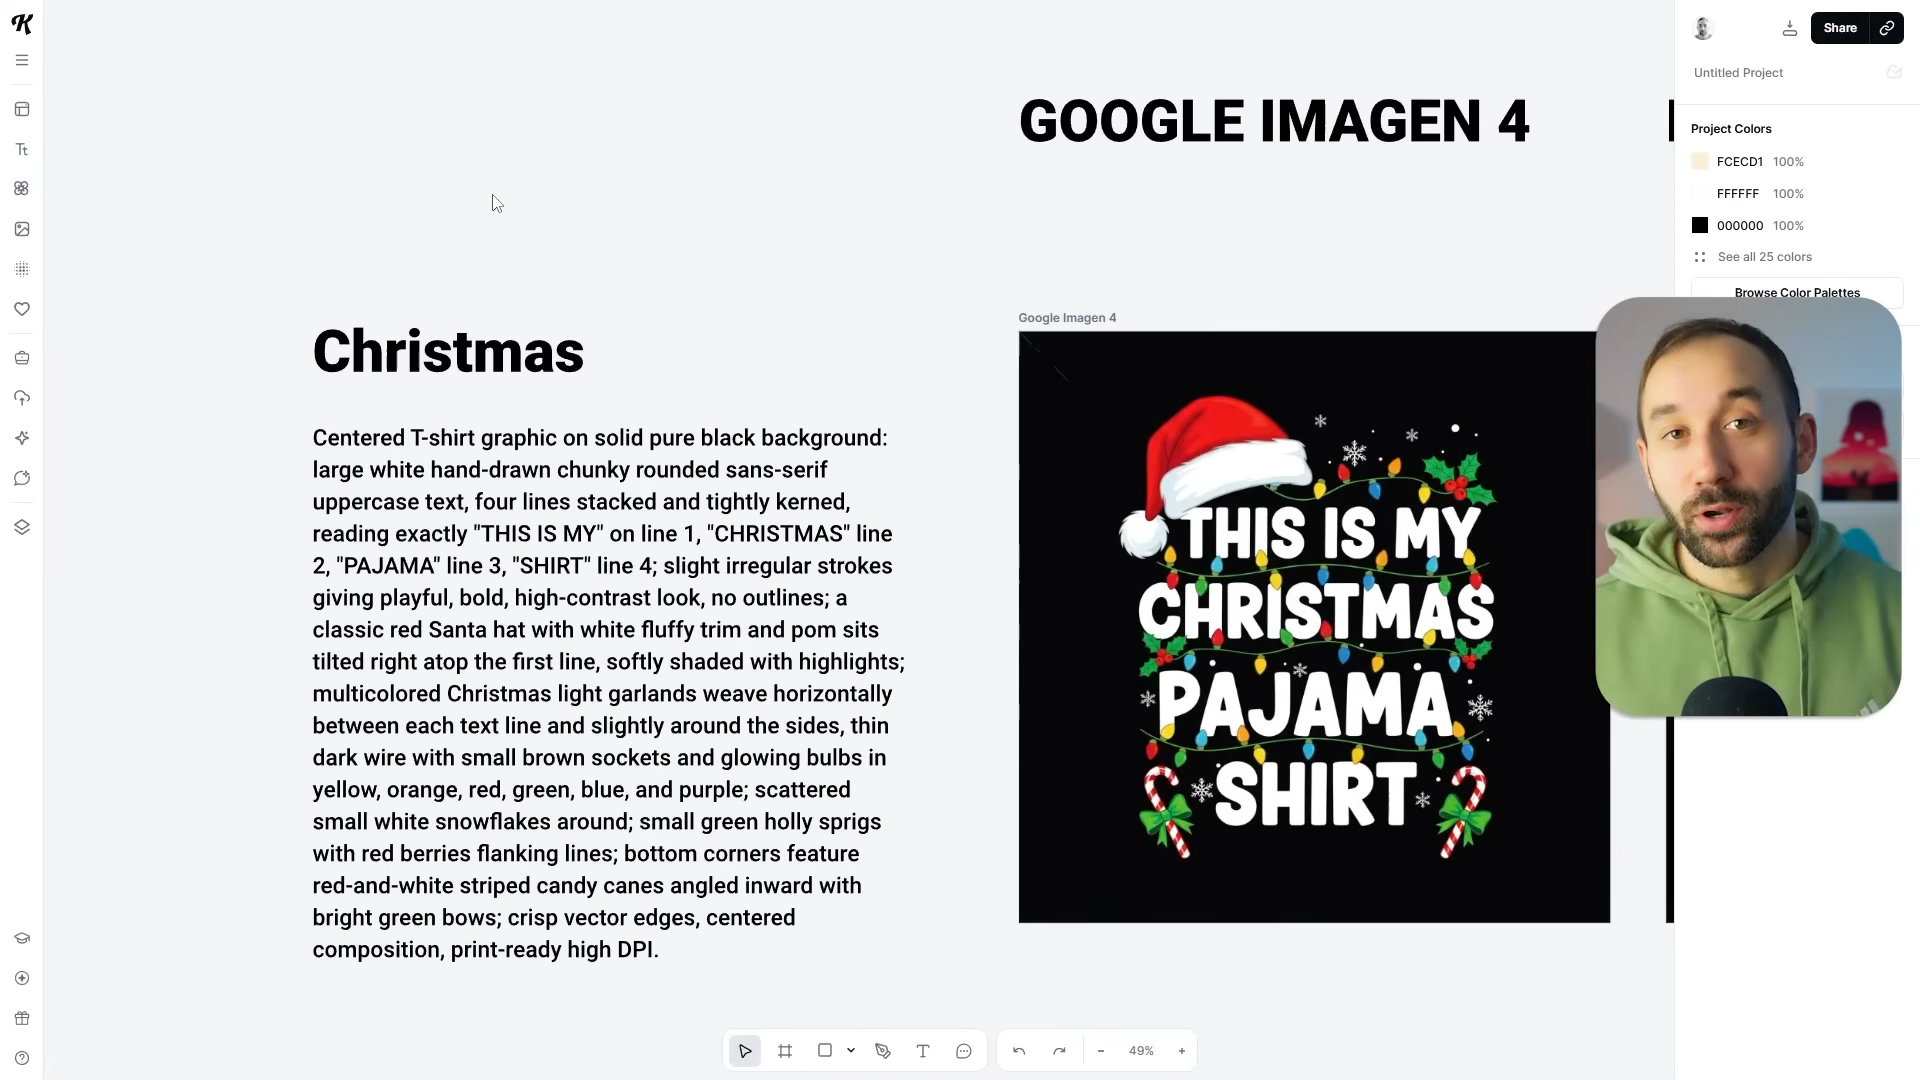 K
Share
Untitled Project
GOOGLE IMAGEN 4
Project Colors
FCECD1 100%
FFFFFF 100%
000000 100%
See all 25 colors
Browse Color Palettes
Tt
Christmas
Centered T-shirt graphic on solid pure black background:
large white hand-drawn chunky rounded sans-serif
uppercase text, four lines stacked and tightly kerned,
reading exactly "THIS IS MY" on line 1, "CHRISTMAS" line
2, "PAJAMA" line 3, "SHIRT" line 4; slight irregular strokes
giving playful, bold, high-contrast look, no outlines; a
classic red Santa hat with white fluffy trim and pom sits
tilted right atop the first line, softly shaded with highlights;
multicolored Christmas light garlands weave horizontally
between each text line and slightly around the sides, thin
dark wire with small brown sockets and glowing bulbs in
yellow, orange, red, green, blue, and purple; scattered
small white snowflakes around; small green holly sprigs
with red berries flanking lines; bottom corners feature
red-and-white striped candy canes angled inward with
bright green bows; crisp vector edges, centered
composition, print-ready high DPI.
Google Imagen 4
THIS IS MY
CHRISTMAS
PAJAMA
SHIRT
49%